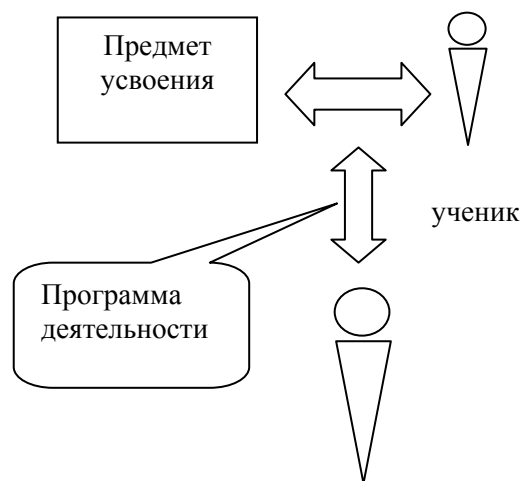 Предмет
усвоения
ученик
Программа
деятельности